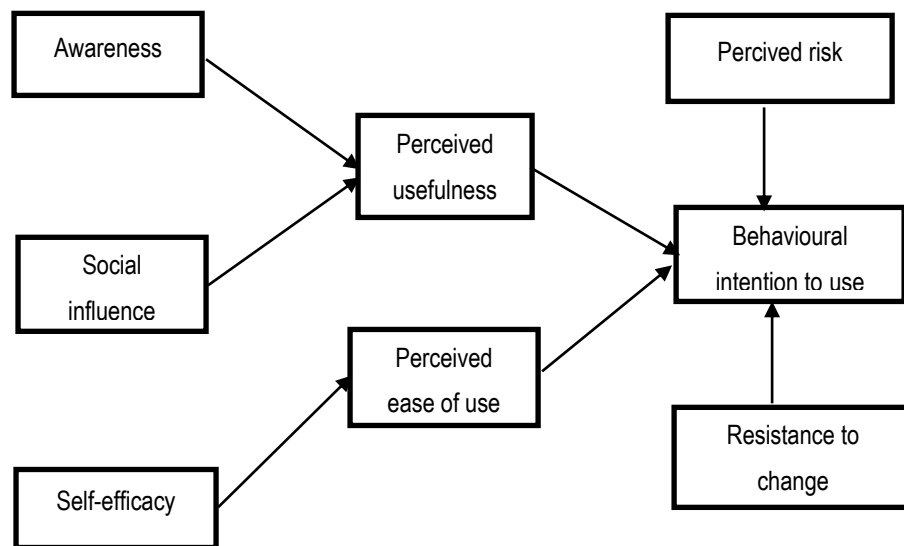 Awareness
Percived risk
Perceived
usefulness
Social
influence
Behavioural
intention to use
Perceived
ease of use
Resistance to
change
Self-efficacy